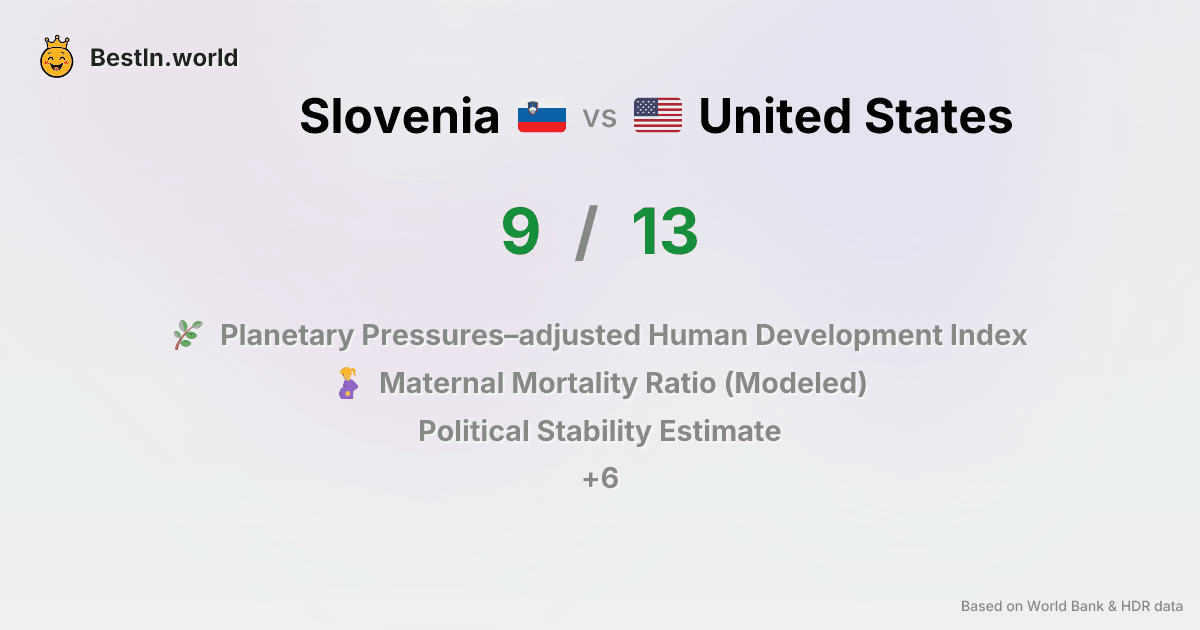 BestIn.world
Slovenia vs United States
9 / 13
Planetary Pressures–adjusted Human Development Index
Maternal Mortality Ratio (Modeled)
Political Stability Estimate
+6
Based on World Bank & HDR data